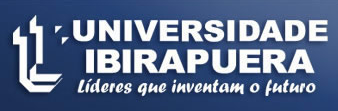 UNIVERSIDADE
IBIRAPUERA
Líderes que inventam o futuro